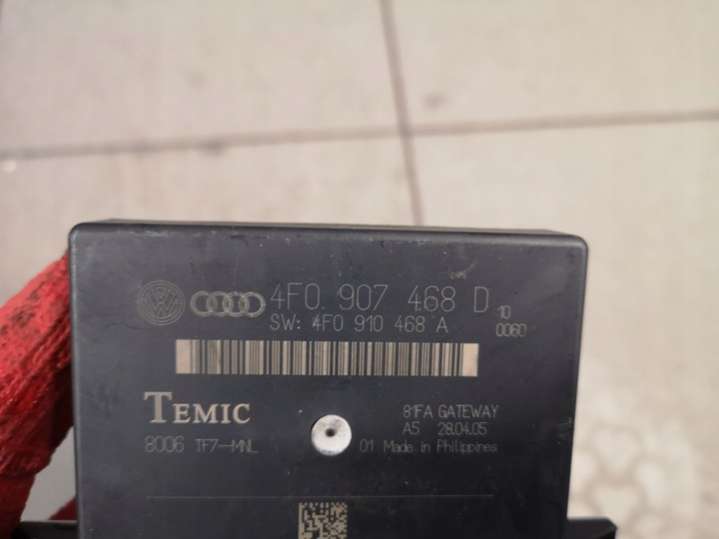 4F0 907 468 D
10
0060
SW: 4F0 910 468 A
TEMIC
81FA GATEWAY
A5 28.04.05
8006 TF7-MNL
01 Made in Philippines